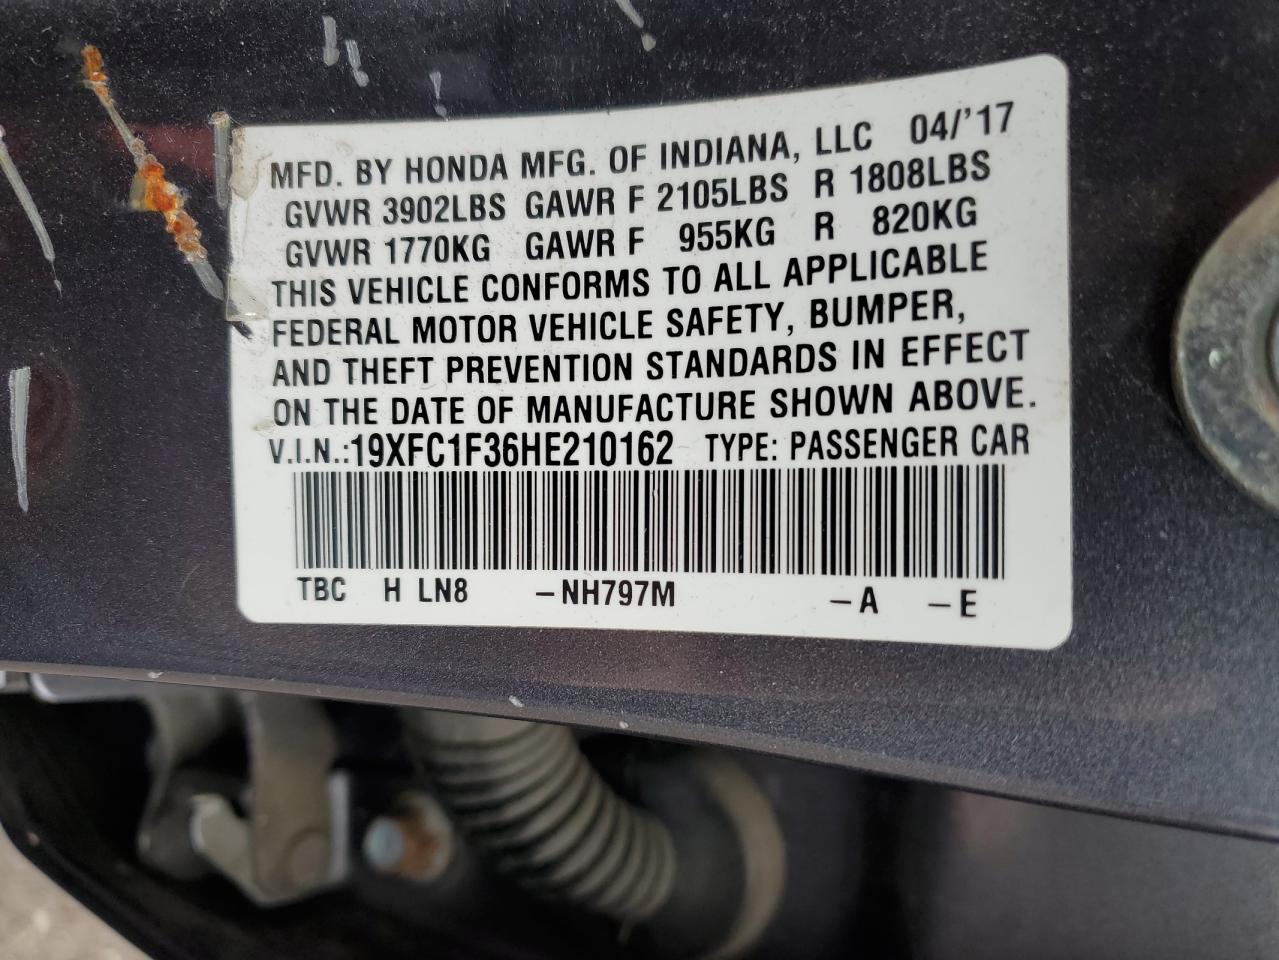 MFD. BY HONDA MFG. OF INDIANA, LLC 04/'17
GVWR 3902LBS GAWR F 2105LBS R 1808LBS
GVWR 1770KG GAWR F 955KG R 820KG
THIS VEHICLE CONFORMS TO ALL APPLICABLE
FEDERAL MOTOR VEHICLE SAFETY, BUMPER,
AND THEFT PREVENTION STANDARDS IN EFFECT
ON THE DATE OF MANUFACTURE SHOWN ABOVE.
V.I.N.:19XFC1F36HE210162 TYPE: PASSENGER CAR
TBC H LN8 -NH797M -A -E